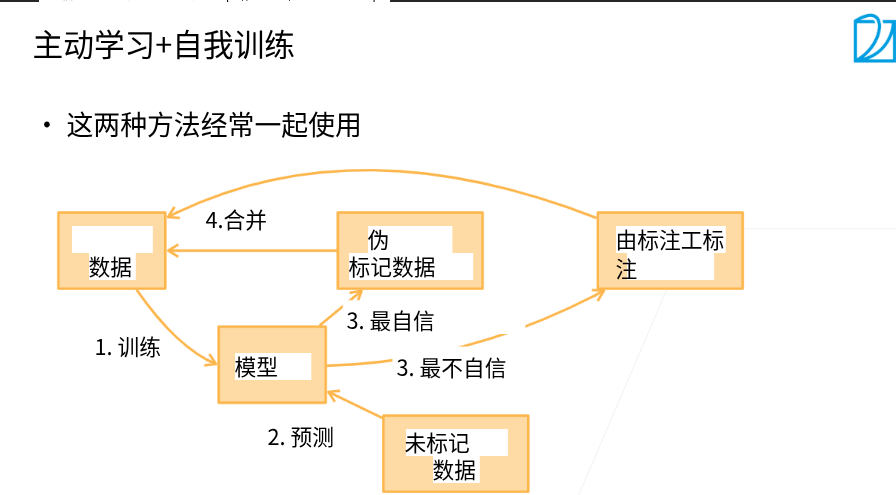 主动学习+自我训练
• 这两种方法经常一起使用
4.合并
数据
伪
标记数据
由标注工标
注
1. 训练
3. 最自信
模型
3. 最不自信
2. 预测
未标记
数据